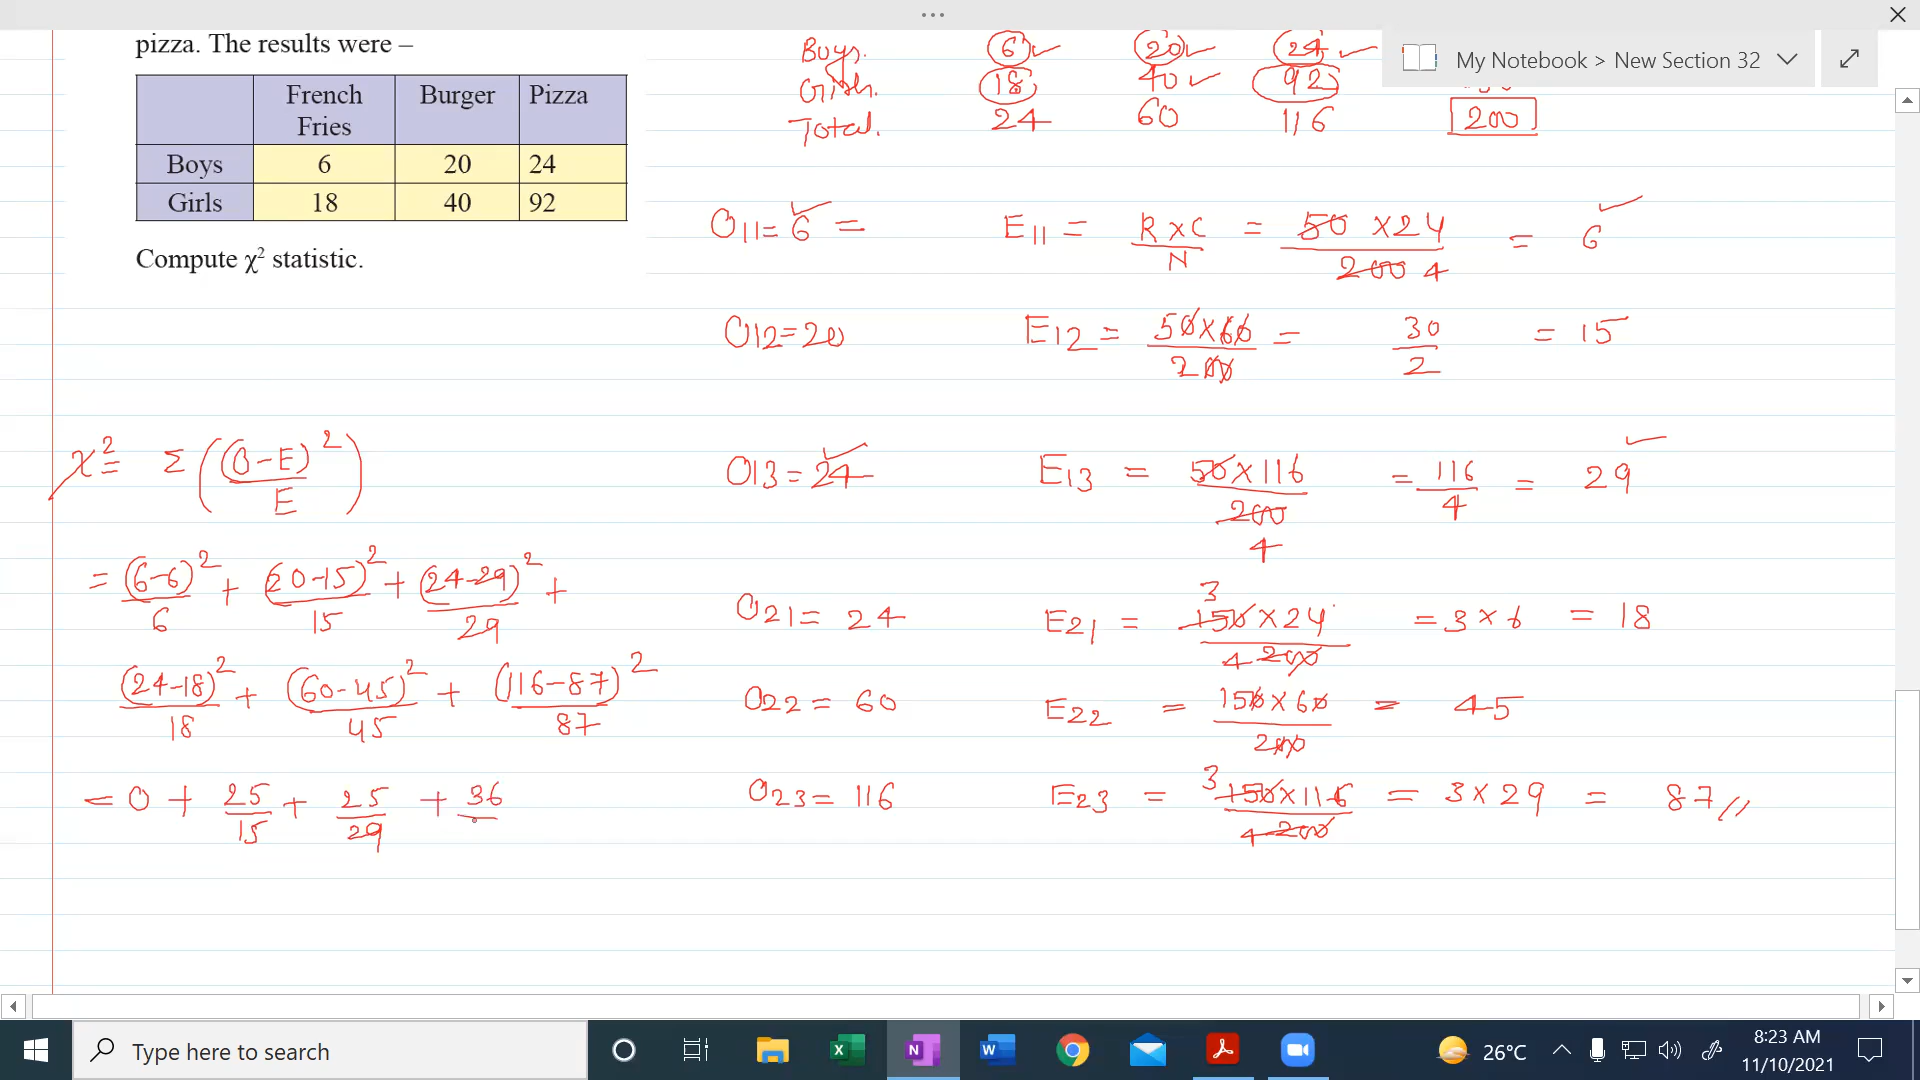 pizza. The results were –
French Fries Burger Pizza
Boys 6 20 24
Girls 18 40 92
Compute χ² statistic.
Boys. 6 20 24
Girls. 18 40 92
Total. 24 60 116 200
My Notebook > New Section 32
O11 = 6 = E11 = R×C/N = 50×24/200 4 = 6
O12 = 20 E12 = 50×60/200 = 30/2 = 15
χ² = Σ((O-E)²/E)
O13 = 24 E13 = 50×116/200 4 = 116/4 = 29
= (6-6)²/6 + (20-15)²/15 + (24-29)²/29 +
O21 = 24 E21 = 3 150×24/4 200 = 3×6 = 18
(24-18)²/18 + (60-45)²/45 + (116-87)²/87
O22 = 60 E22 = 150×60/200 = 45
= 0 + 25/15 + 25/29 + 36
O23 = 116 E23 = 3 150×116/4 200 = 3×29 = 87 //
Type here to search
26°C
8:23 AM
11/10/2021